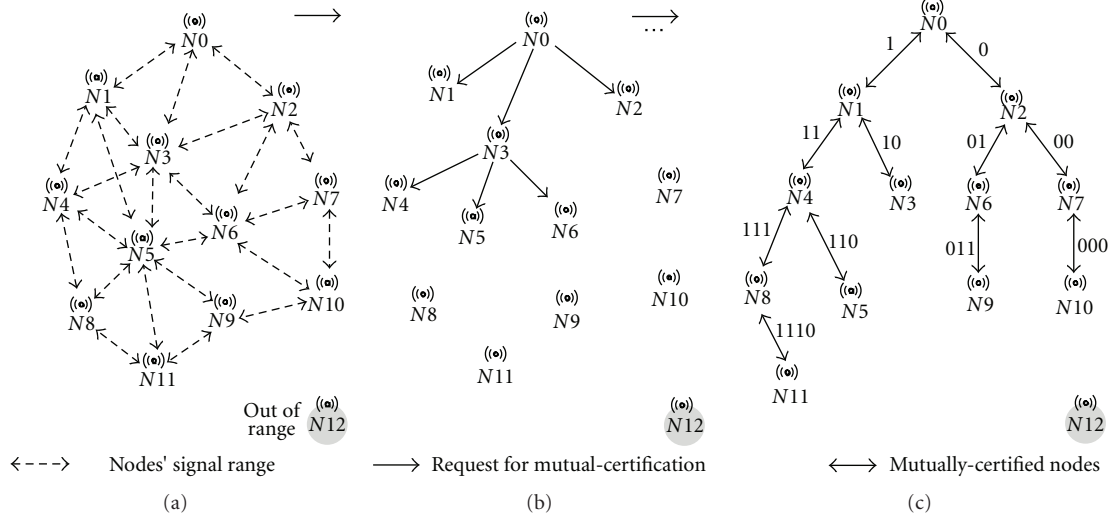 N0
N1
N2
N3
N4
N7
N6
N5
N8
N9
N10
N11
Out of
range
N12
Nodes' signal range
(a)
...
N0
N1
N2
N3
N4
N5
N6
N7
N8
N9
N10
N11
N12
Request for mutual-certification
(b)
N0
1
0
N1
N2
11
10
01
00
N4
N3
N6
N7
111
110
011
000
N8
N5
N9
N10
1110
N11
N12
Mutually-certified nodes
(c)